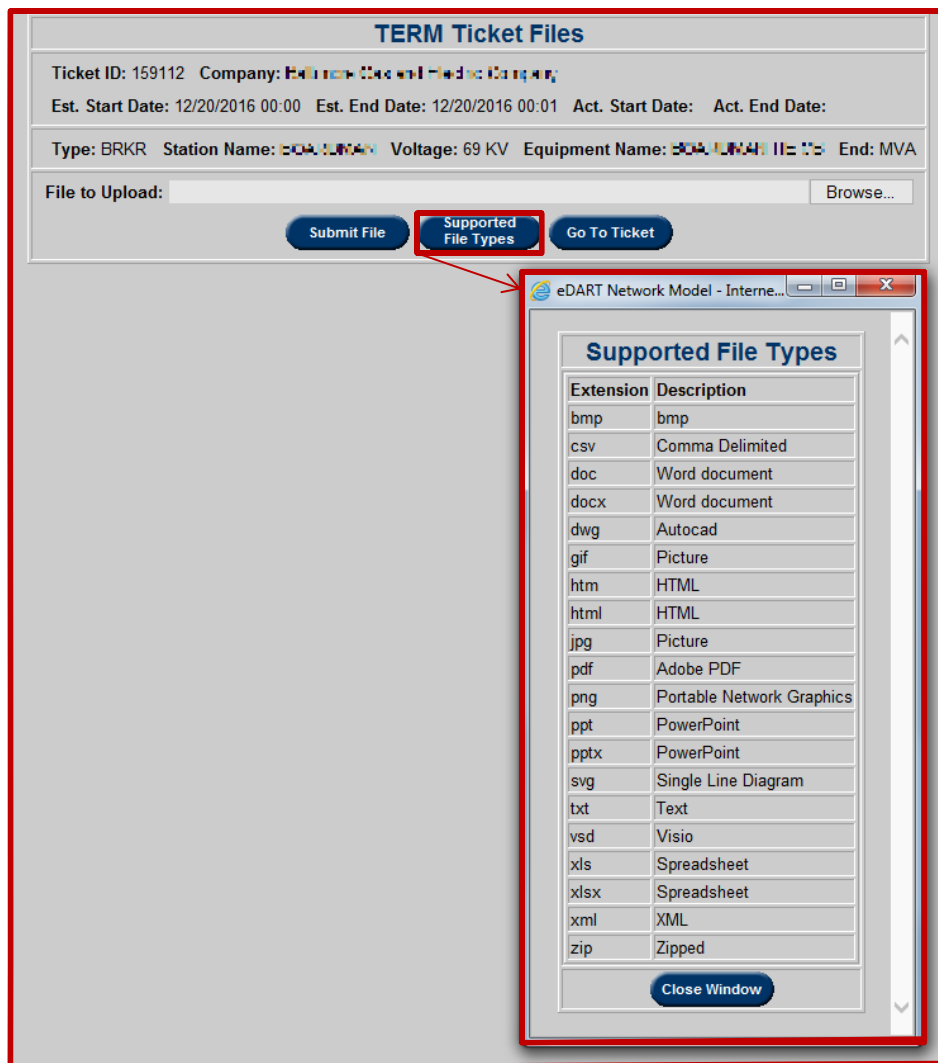 TERM Ticket Files
Ticket ID: 159112 Company:
Est. Start Date: 12/20/2016 00:00 Est. End Date: 12/20/2016 00:01 Act. Start Date: Act. End Date:
Type: BRKR Station Name: Voltage: 69 KV Equipment Name: End: MVA
File to Upload: Browse...
Submit File Supported File Types Go To Ticket
eDART Network Model - Interne...
Supported File Types
Extension Description
bmp bmp
csv Comma Delimited
doc Word document
docx Word document
dwg Autocad
gif Picture
htm HTML
html HTML
jpg Picture
pdf Adobe PDF
png Portable Network Graphics
ppt PowerPoint
pptx PowerPoint
svg Single Line Diagram
txt Text
vsd Visio
xls Spreadsheet
xlsx Spreadsheet
xml XML
zip Zipped
Close Window